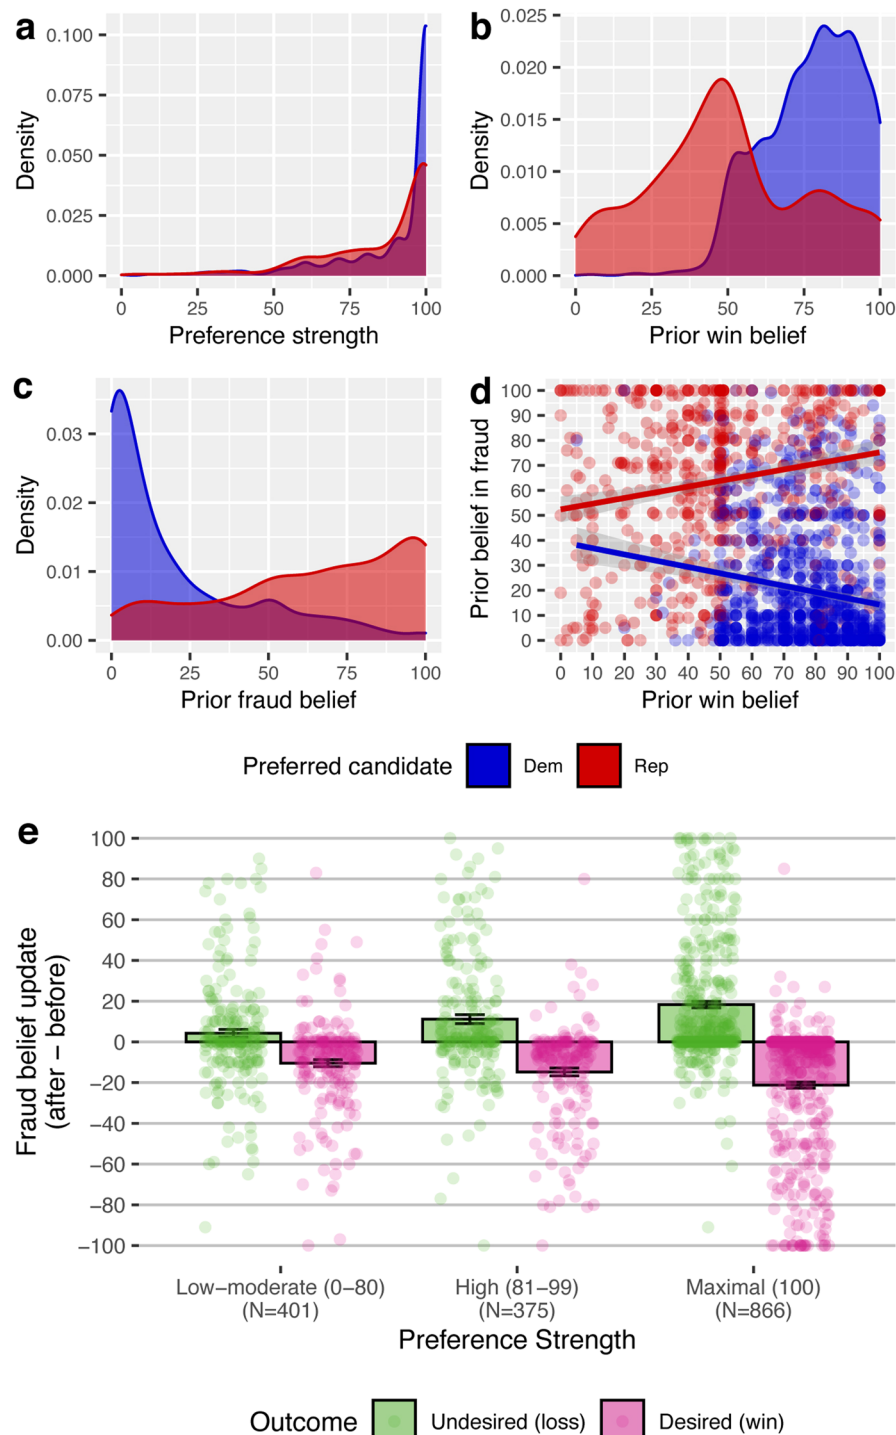 a
Density
0.100
0.075
0.050
0.025
0.000
0 25 50 75 100
Preference strength
b
Density
0.025
0.020
0.015
0.010
0.005
0.000
0 25 50 75 100
Prior win belief
c
Density
0.03
0.02
0.01
0.00
0 25 50 75 100
Prior fraud belief
d
Prior belief in fraud
100
90
80
70
60
50
40
30
20
10
0
0 10 20 30 40 50 60 70 80 90 100
Prior win belief
Preferred candidate Dem Rep
e
Fraud belief update
(after − before)
100
80
60
40
20
0
−20
−40
−60
−80
−100
Low−moderate (0−80)
(N=401)
High (81−99)
(N=375)
Maximal (100)
(N=866)
Preference Strength
Outcome Undesired (loss) Desired (win)